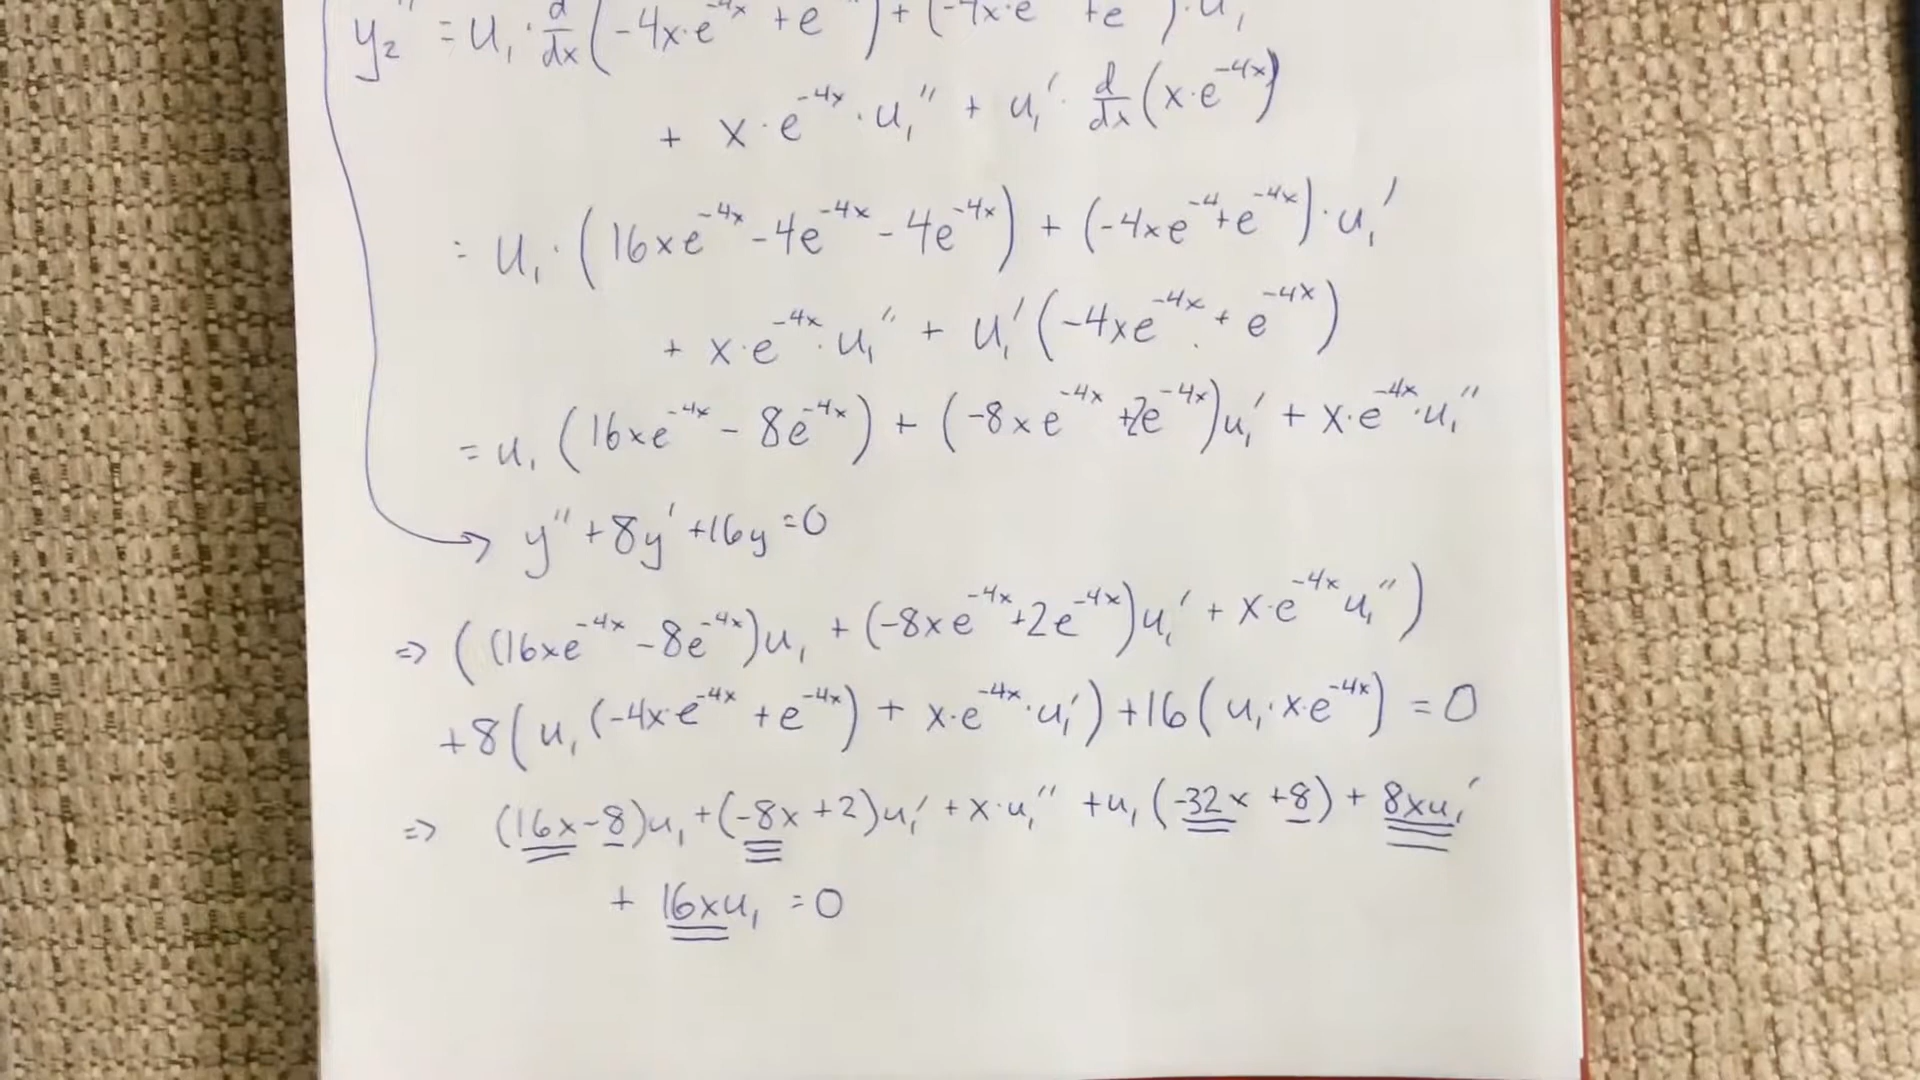 y₂'' = u₁ · d/dx (-4x·e^(-4x) + e ) + (-4x·e + e ) · u₁
+ x · e^(-4x) · u₁'' + u₁' · d/dx (x·e^(-4x))
= u₁ · (16xe^(-4x) - 4e^(-4x) - 4e^(-4x)) + (-4xe^(-4) + e^(-4x)) · u₁'
+ x·e^(-4x) · u₁'' + u₁' (-4xe^(-4x) + e^(-4x))
= u₁ (16xe^(-4x) - 8e^(-4x)) + (-8xe^(-4x) + 2e^(-4x)) u₁' + x·e^(-4x) · u₁''
y'' + 8y' + 16y = 0
=> ((16xe^(-4x) - 8e^(-4x)) u₁ + (-8xe^(-4x) + 2e^(-4x)) u₁' + x·e^(-4x) u₁'')
+ 8( u₁ (-4x·e^(-4x) + e^(-4x)) + x·e^(-4x) · u₁') + 16( u₁ · x·e^(-4x)) = 0
=> (16x - 8)u₁ + (-8x + 2)u₁' + x·u₁'' + u₁ (-32x + 8) + 8xu₁'
+ 16xu₁ = 0